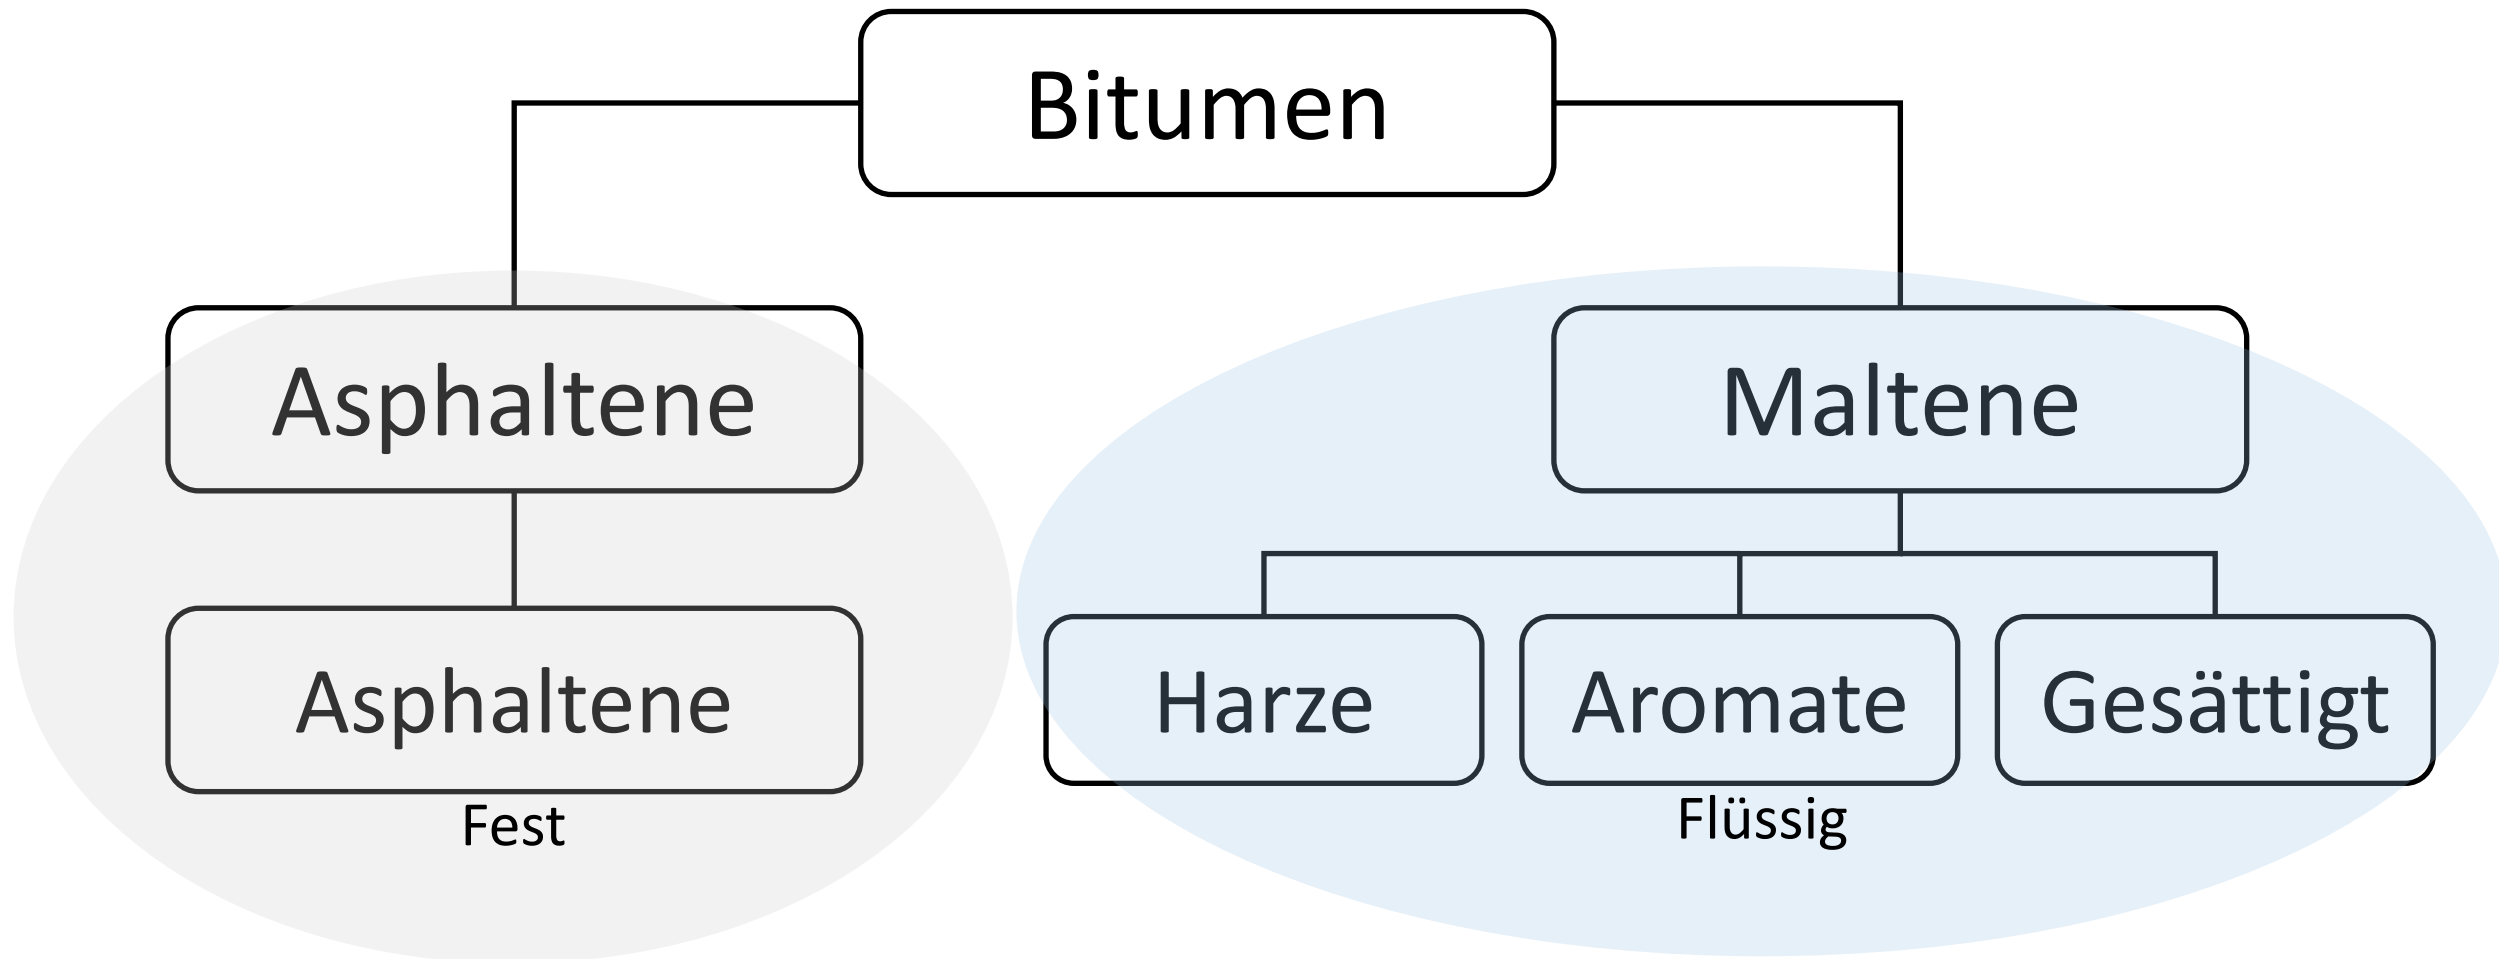 Bitumen
Asphaltene
Maltene
Asphaltene
Harze
Aromate
Gesättigt
Fest
Flüssig